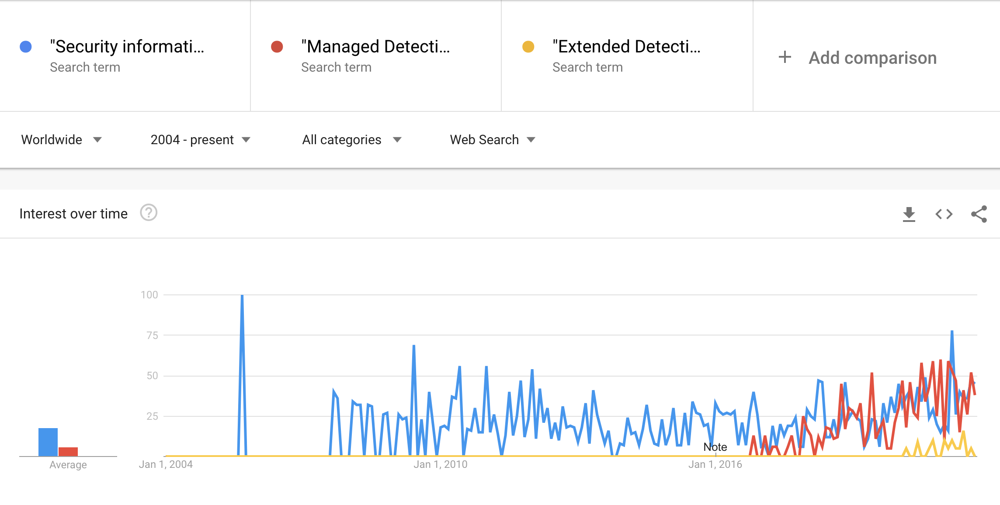 "Security informati...
Search term
"Managed Detecti...
Search term
"Extended Detecti...
Search term
+ Add comparison
Worldwide
2004 - present
All categories
Web Search
Interest over time
?
100
75
50
25
Note
Average
Jan 1, 2004
Jan 1, 2010
Jan 1, 2016